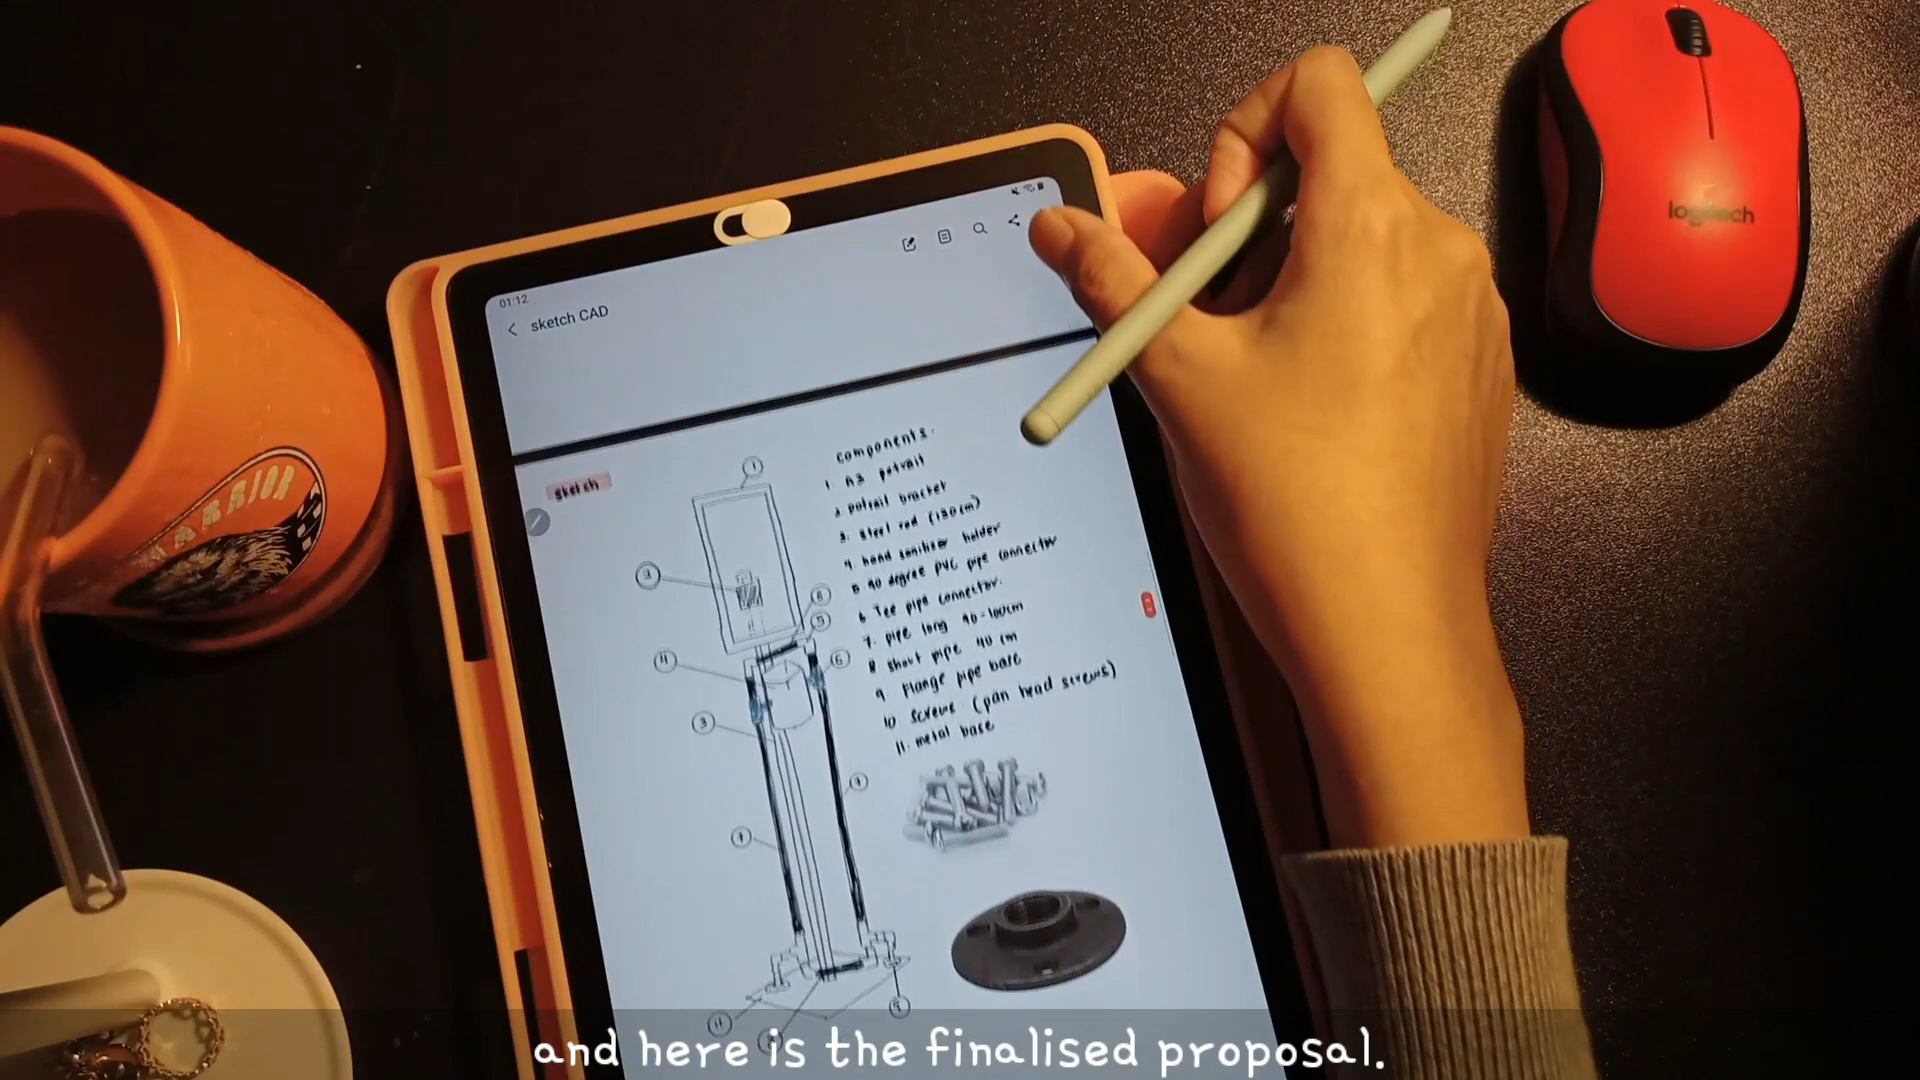 01:12
sketch CAD
sketch
components:
1. A3 potrait
2. potrait bracket
3. steel rod (130cm)
4. hand sanitiser holder
5. 90 degree PVC pipe connector
6. Tee pipe connector.
7. pipe long 90-100cm
8 short pipe 40 cm
9 Flange pipe base
10 screws (pan head screws)
11. metal base
logitech
WARRIOR
and here is the finalised proposal.